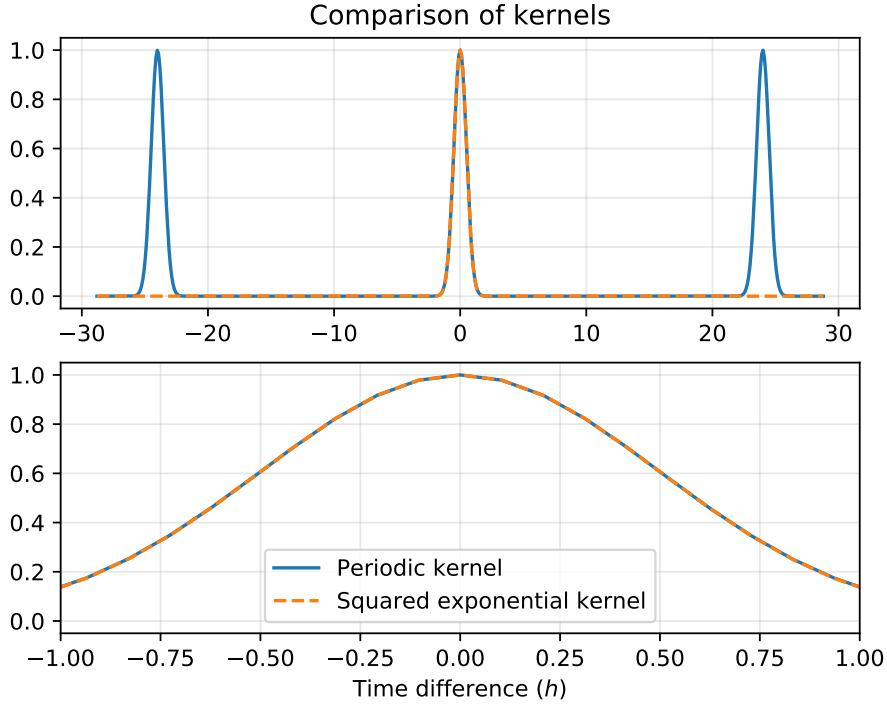 Comparison of kernels
1.0
0.8
0.6
0.4
0.2
0.0
−30 −20 −10 0 10 20 30
1.0
0.8
0.6
0.4
0.2
0.0
Periodic kernel
Squared exponential kernel
−1.00 −0.75 −0.50 −0.25 0.00 0.25 0.50 0.75 1.00
Time difference (h)